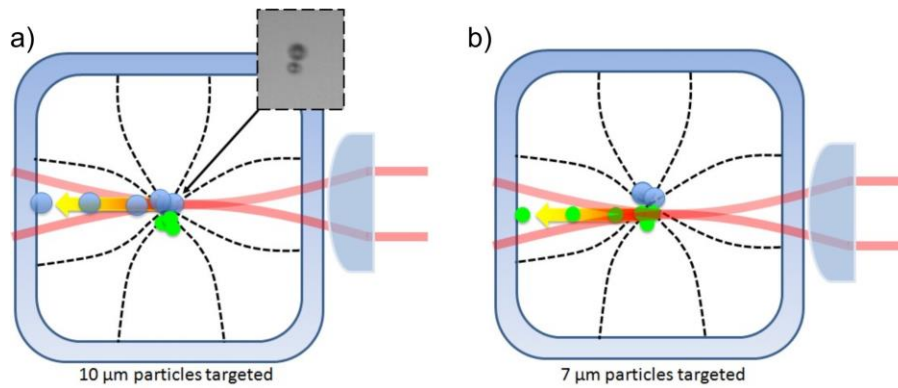 a)
b)
10 µm particles targeted
7 µm particles targeted